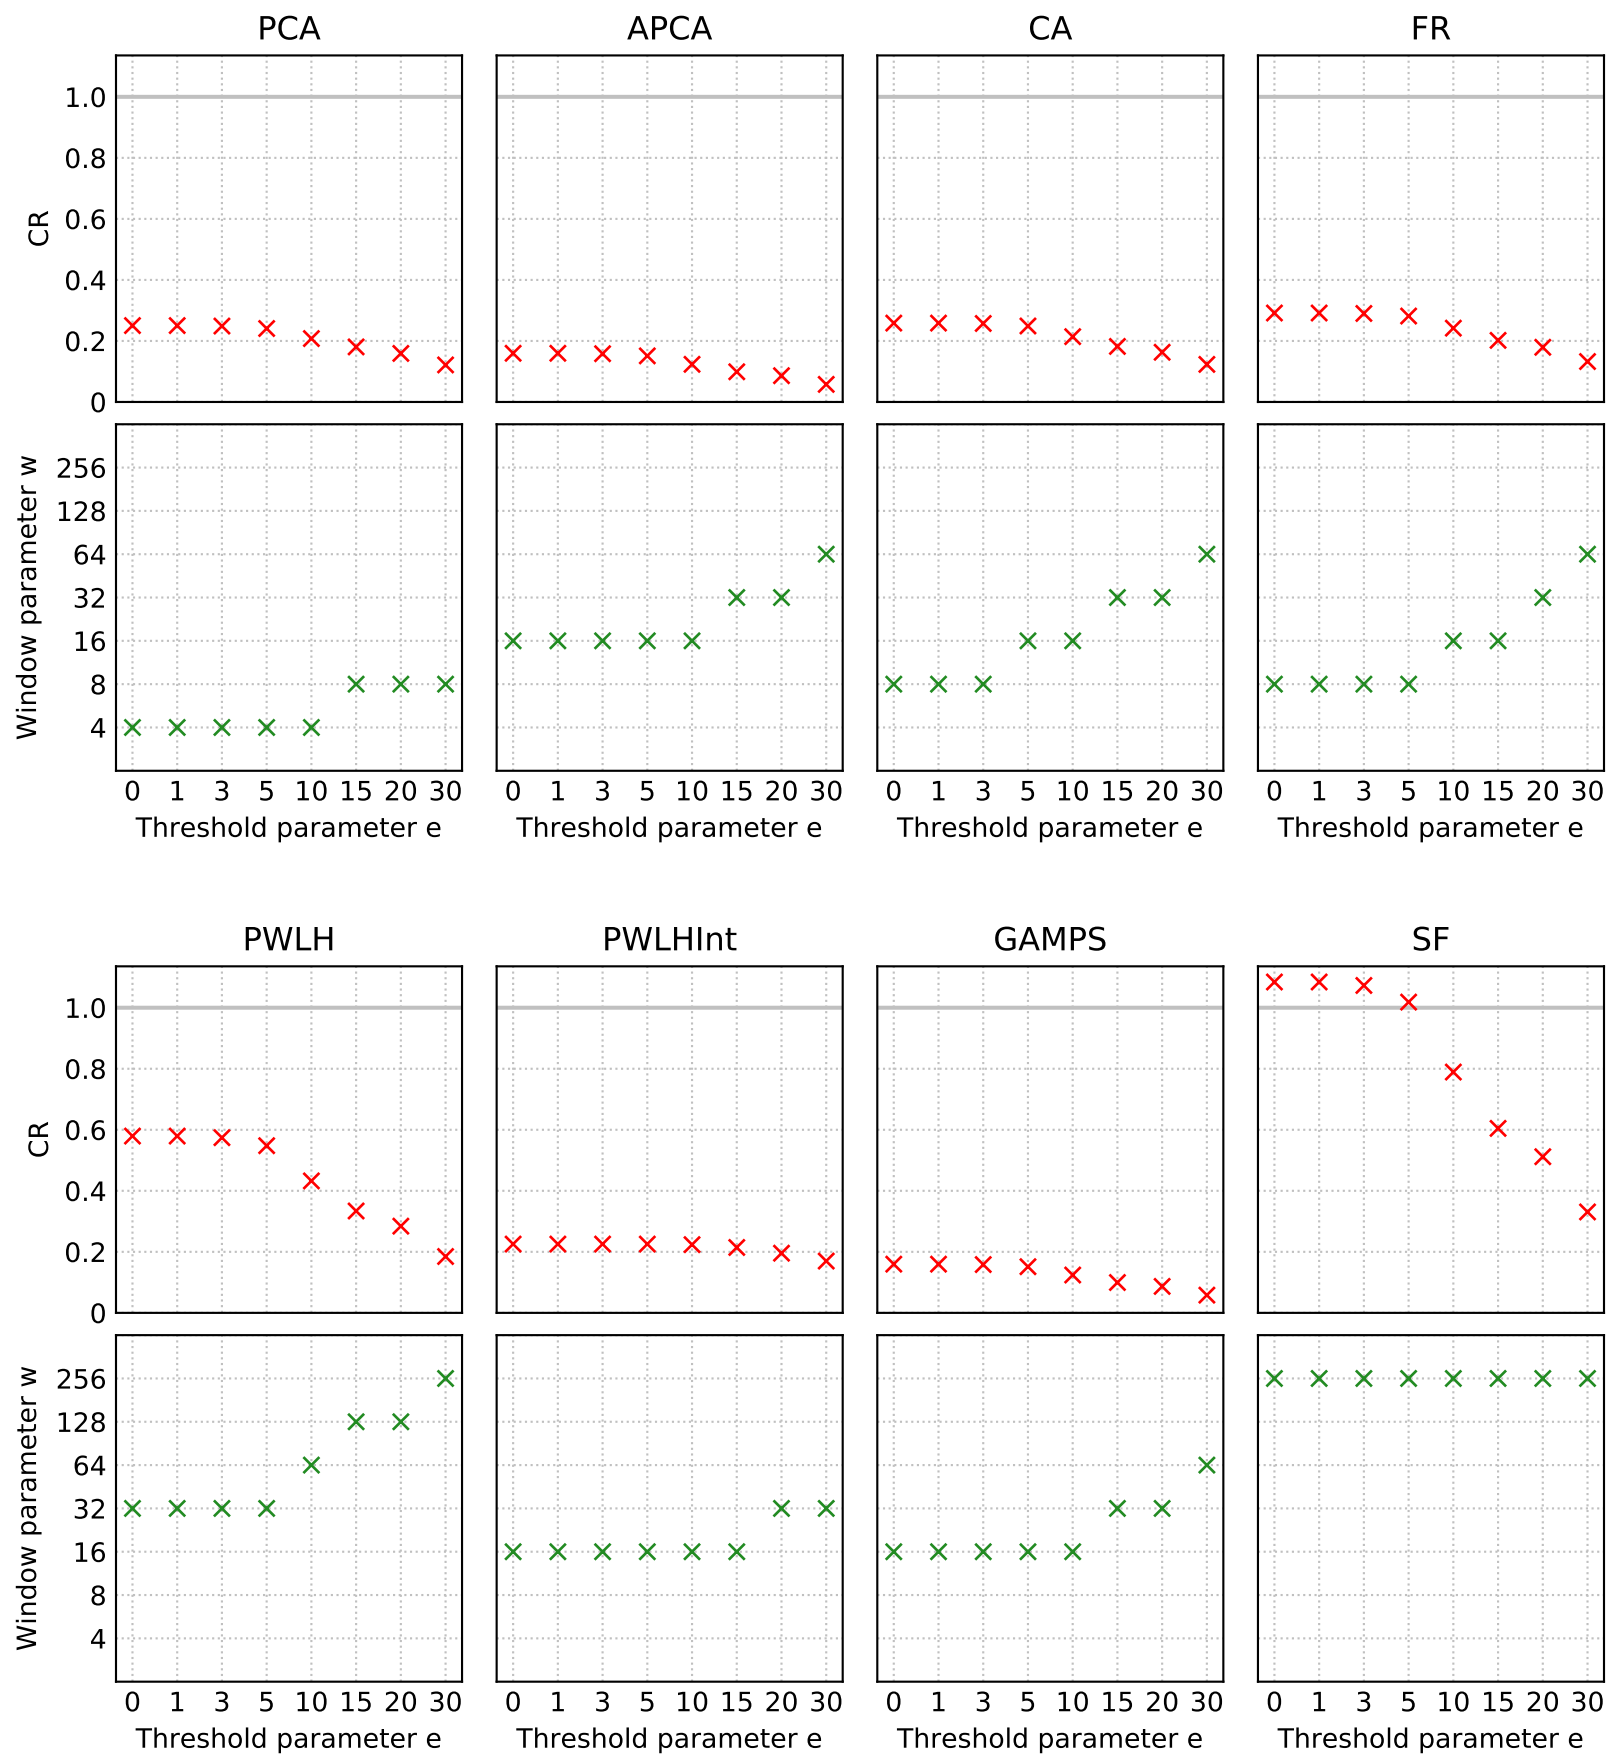 PCA APCA CA FR
CR
1.0
0.8
0.6
0.4
0.2
0
Window parameter w
256
128
64
32
16
8
4
0 1 3 5 10 15 20 30 0 1 3 5 10 15 20 30 0 1 3 5 10 15 20 30 0 1 3 5 10 15 20 30
Threshold parameter e Threshold parameter e Threshold parameter e Threshold parameter e
PWLH PWLHInt GAMPS SF
CR
1.0
0.8
0.6
0.4
0.2
0
Window parameter w
256
128
64
32
16
8
4
0 1 3 5 10 15 20 30 0 1 3 5 10 15 20 30 0 1 3 5 10 15 20 30 0 1 3 5 10 15 20 30
Threshold parameter e Threshold parameter e Threshold parameter e Threshold parameter e